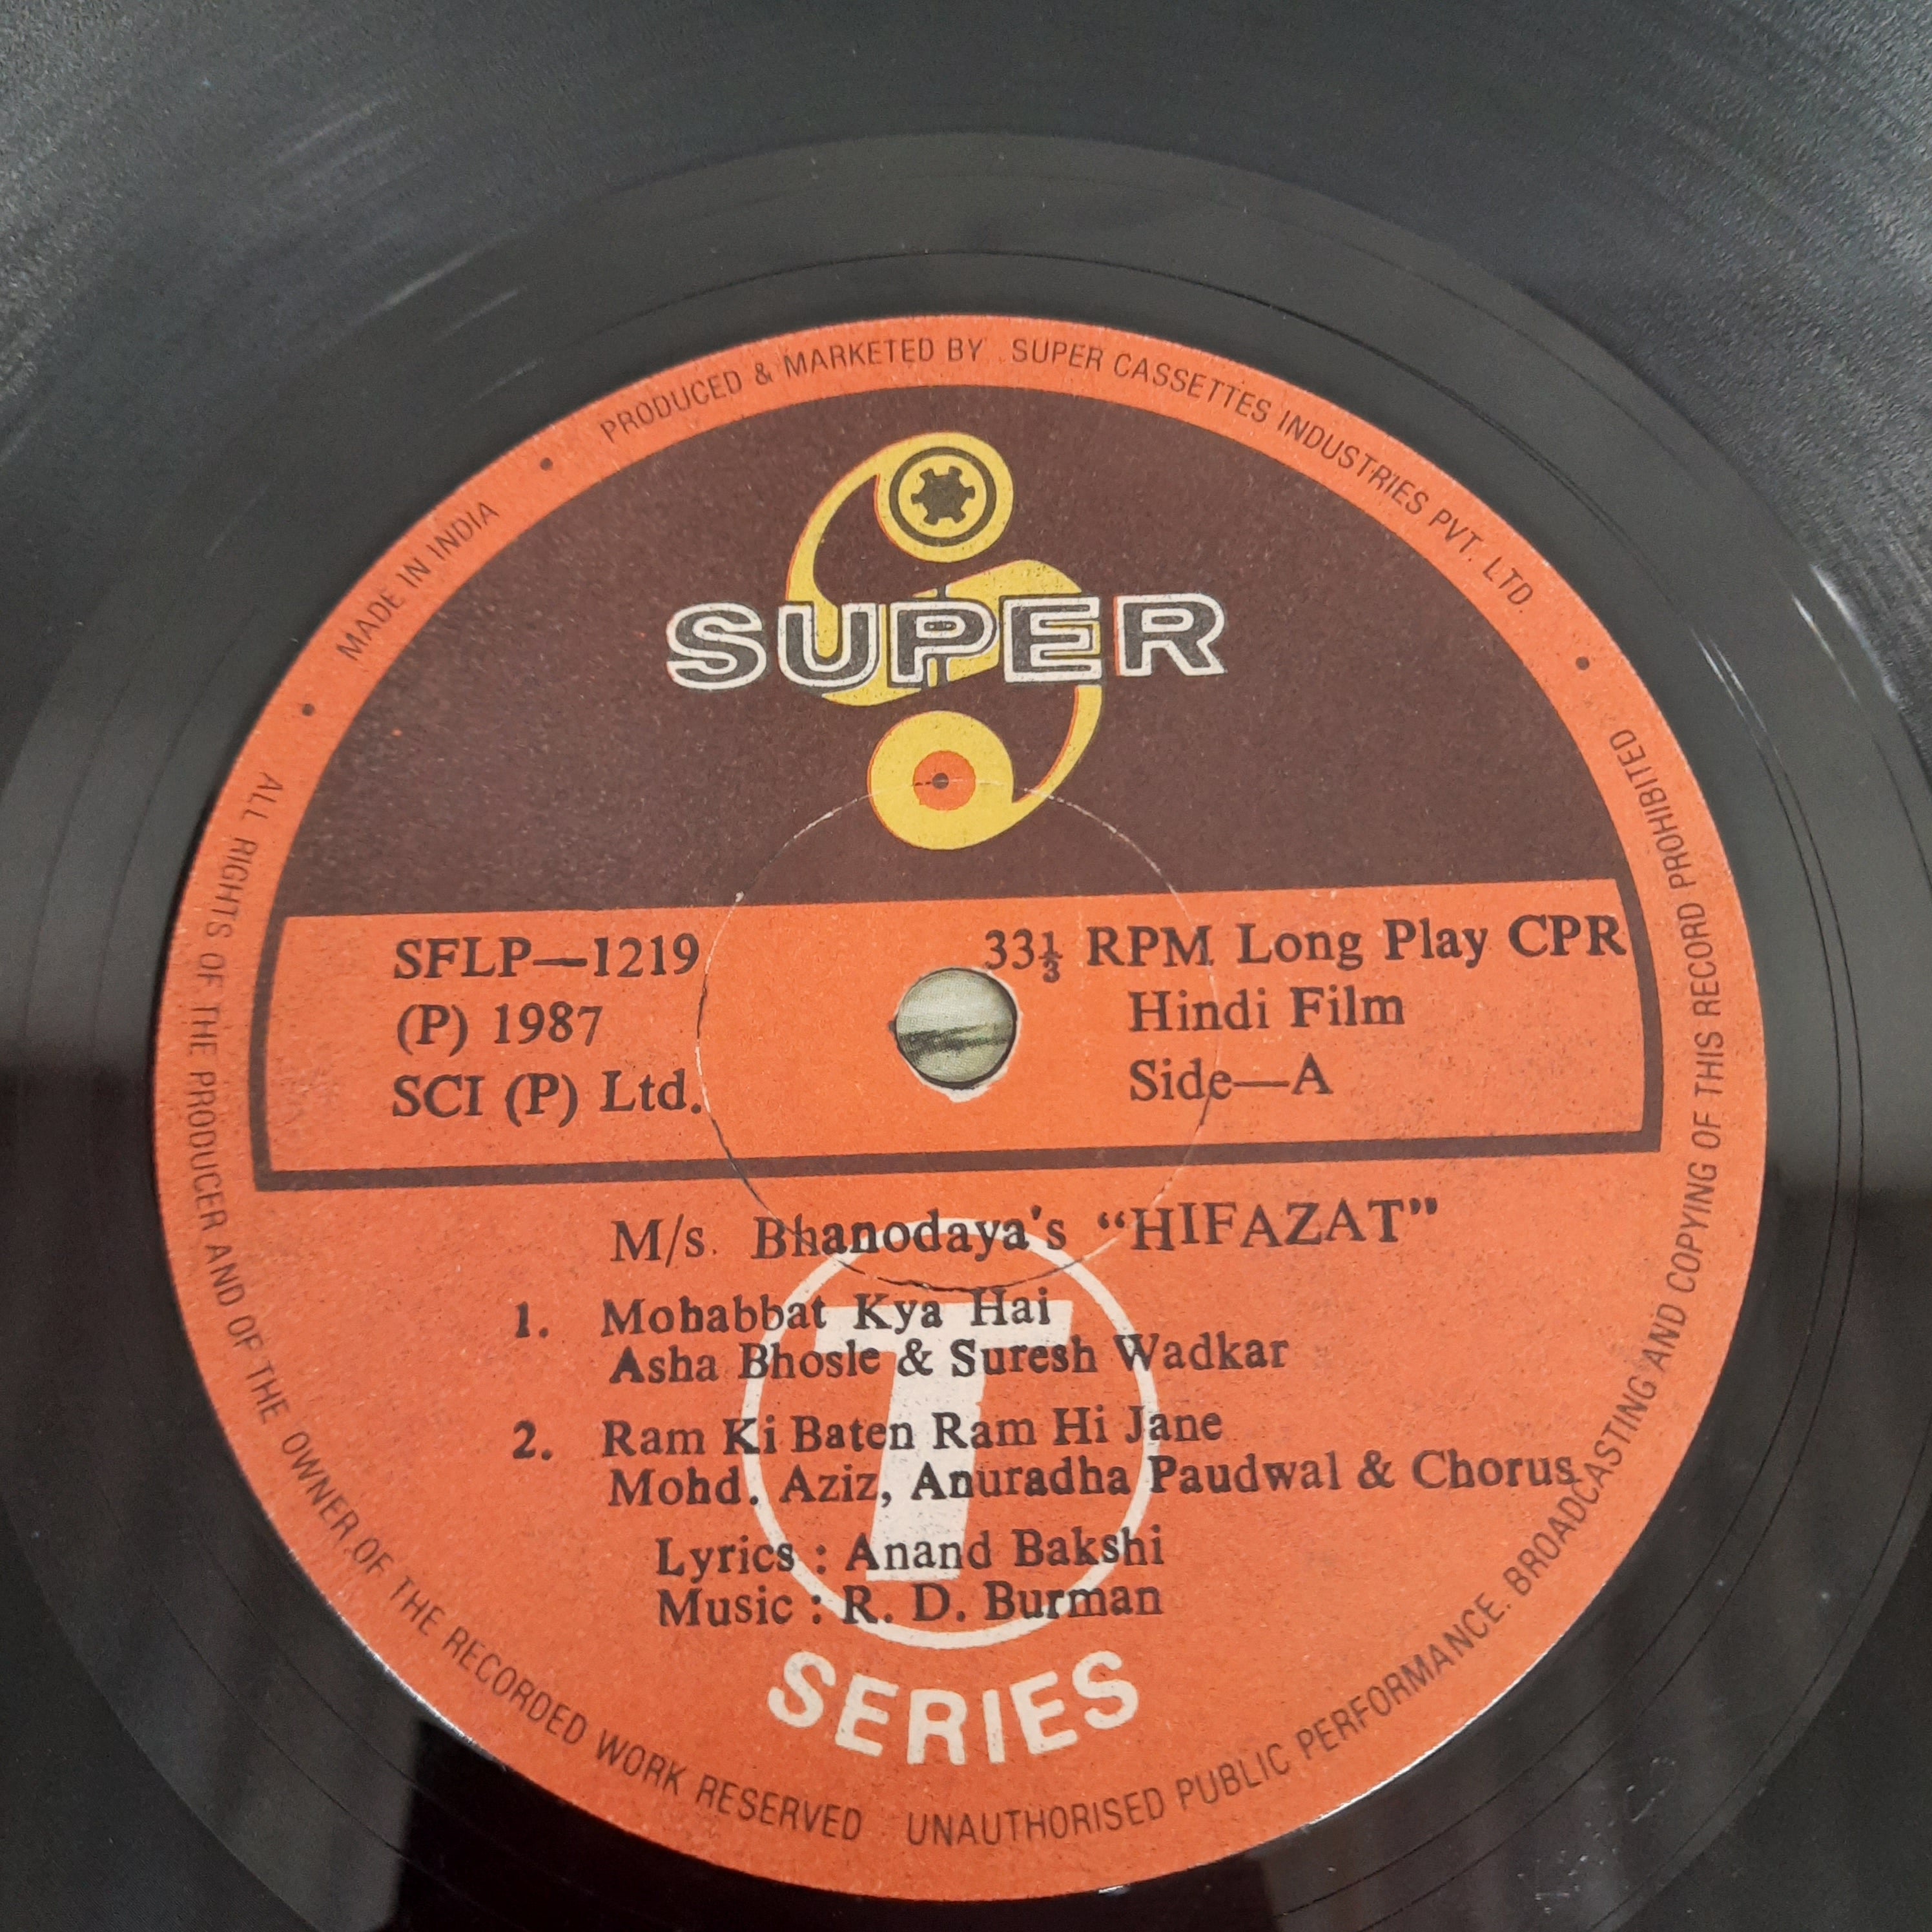 MADE IN INDIA • PRODUCED & MARKETED BY SUPER CASSETTES INDUSTRIES PVT. LTD. •
SUPER
SFLP—1219
(P) 1987
SCI (P) Ltd.
33⅓ RPM Long Play CPR
Hindi Film
Side—A
M/s. Bhanodaya's “HIFAZAT”
1. Mohabbat Kya Hai
Asha Bhosle & Suresh Wadkar
2. Ram Ki Baten Ram Hi Jane
Mohd. Aziz, Anuradha Paudwal & Chorus
Lyrics : Anand Bakshi
Music : R. D. Burman
T
SERIES
• ALL RIGHTS OF THE PRODUCER AND OF THE OWNER OF THE RECORDED WORK RESERVED UNAUTHORISED PUBLIC PERFORMANCE. BROADCASTING AND COPYING OF THIS RECORD PROHIBITED